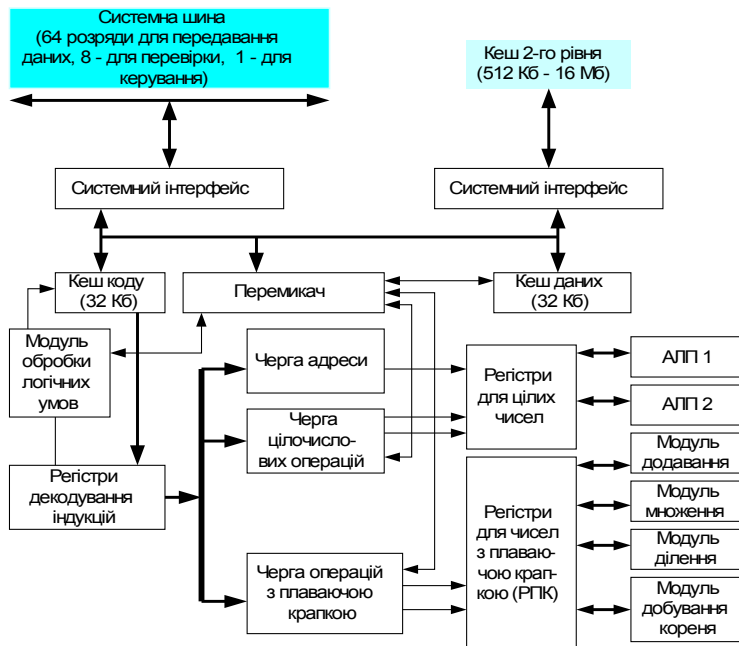 Системна шина
(64 розряди для передавання
даних, 8 - для перевірки, 1 - для
керування)
Кеш 2-го рівня
(512 Кб - 16 Мб)
Системний інтерфейс
Системний інтерфейс
Кеш коду
(32 Кб)
Перемикач
Кеш даних
(32 Кб)
Модуль
обробки
логічних
умов
Черга адреси
Регістри
для цілих
чисел
АЛП 1
АЛП 2
Черга
цілочисло-
вих операцій
Модуль
додавання
Регістри
декодування
індукцій
Регістри
для чисел
з плаваю-
чою крап-
кою (РПК)
Модуль
множення
Модуль
ділення
Черга операцій
з плаваючою
крапкою
Модуль
добування
кореня